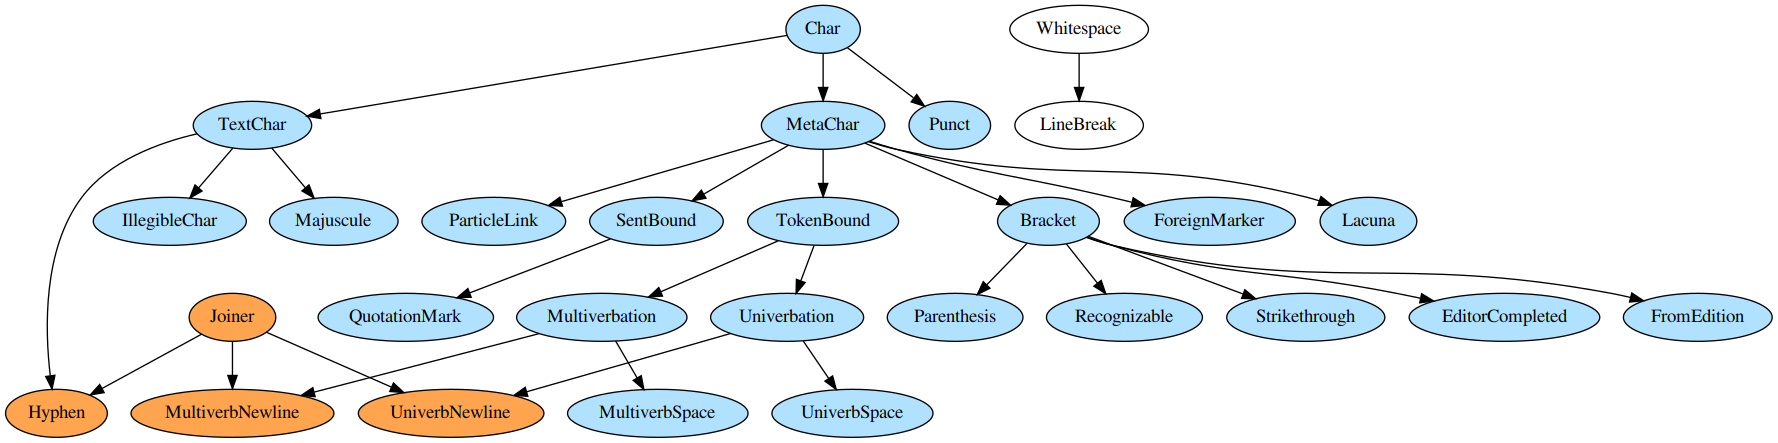 Char Whitespace
TextChar MetaChar Punct LineBreak
IllegibleChar Majuscule ParticleLink SentBound TokenBound Bracket ForeignMarker Lacuna
Joiner QuotationMark Multiverbation Univerbation Parenthesis Recognizable Strikethrough EditorCompleted FromEdition
Hyphen MultiverbNewline UniverbNewline MultiverbSpace UniverbSpace